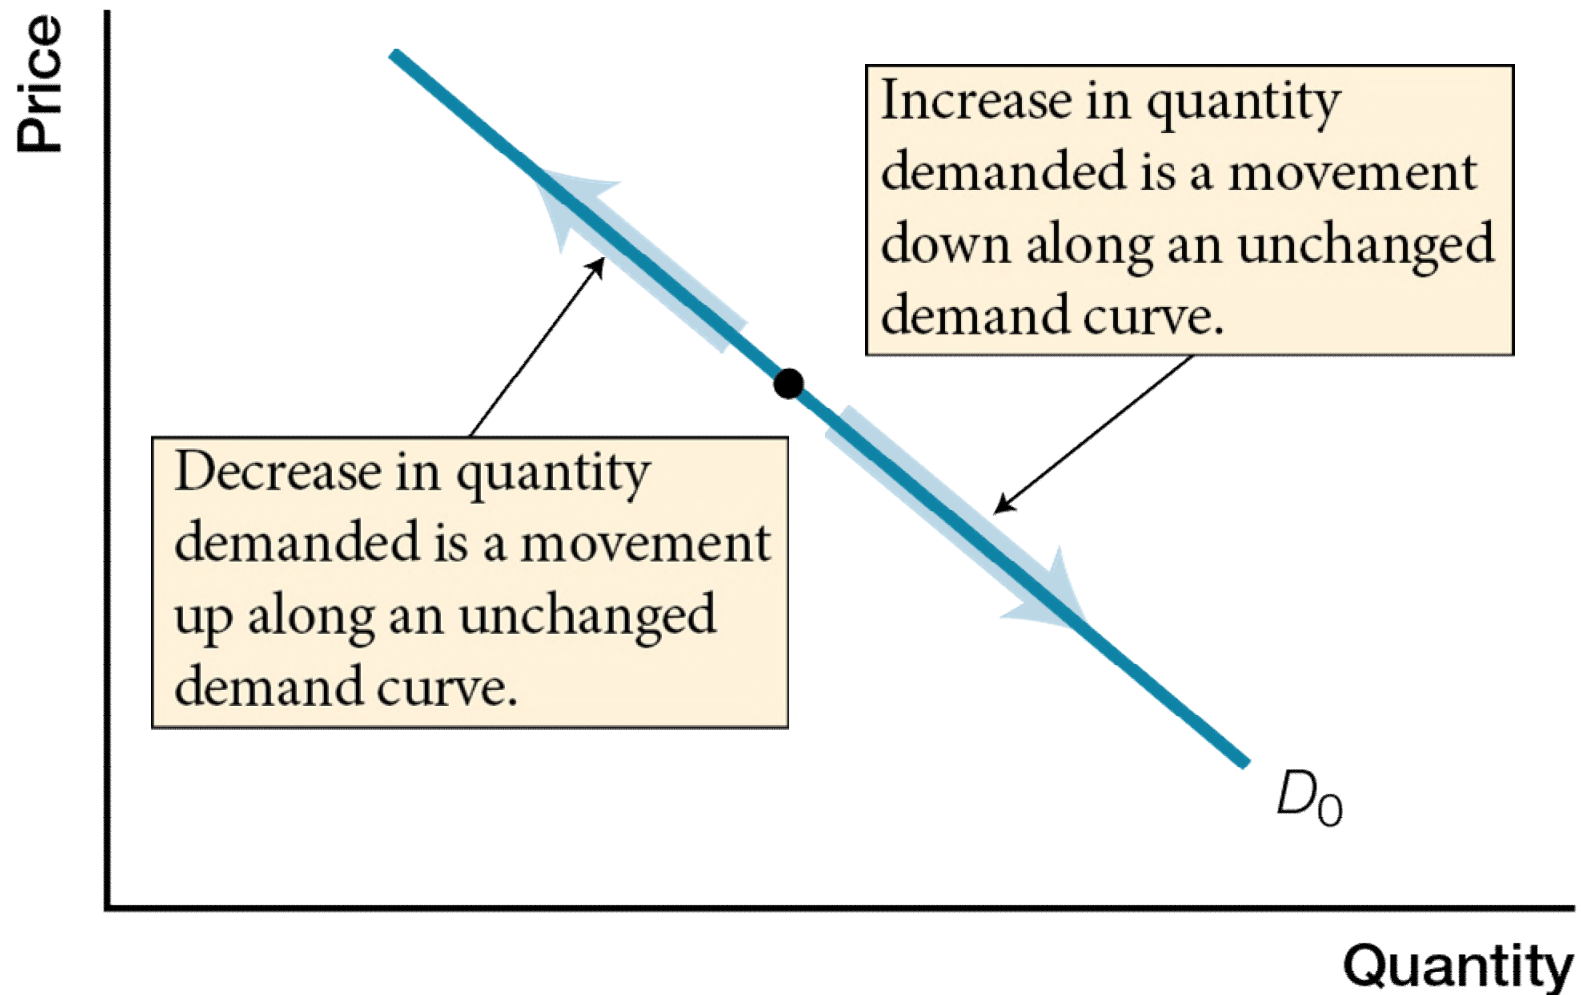 Price
Increase in quantity
demanded is a movement
down along an unchanged
demand curve.
Decrease in quantity
demanded is a movement
up along an unchanged
demand curve.
D₀
Quantity